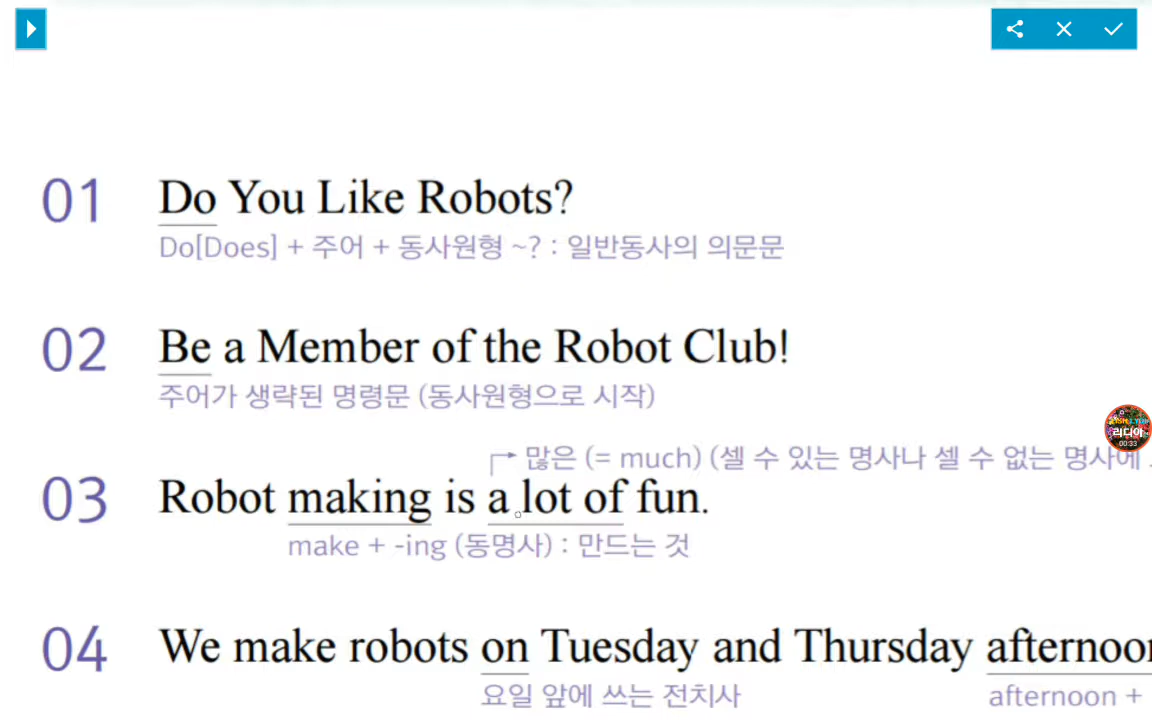 01 Do You Like Robots?
Do[Does] + 주어 + 동사원형 ~? : 일반동사의 의문문
02 Be a Member of the Robot Club!
주어가 생략된 명령문 (동사원형으로 시작)
많은 (= much) (셀 수 있는 명사나 셀 수 없는 명사에
03 Robot making is a lot of fun.
make + -ing (동명사) : 만드는 것
04 We make robots on Tuesday and Thursday
요일 앞에 쓰는 전치사 afternoon +
리디아
00:33